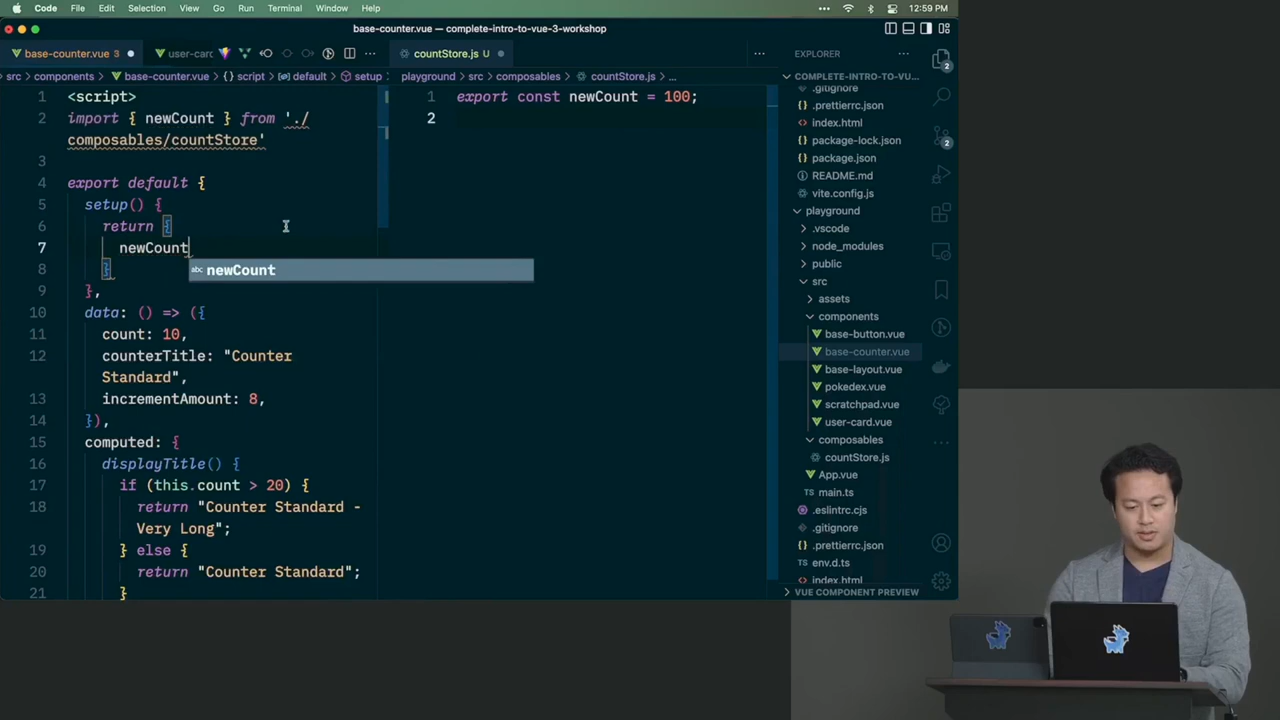 Code File Edit Selection View Go Run Terminal Window Help 12:59 PM
base-counter.vue — complete-intro-to-vue-3-workshop
base-counter.vue 3
user-car
countStore.js U
EXPLORER
src > components > base-counter.vue > {} script > default > setup
playground > src > composables > countStore.js > ...
1 <script>
2 import { newCount } from './
composables/countStore'
3
4 export default {
5 setup() {
6 return {
7 newCount
8 }
9 },
10 data: () => ({
11 count: 10,
12 counterTitle: "Counter
Standard",
13 incrementAmount: 8,
14 }),
15 computed: {
16 displayTitle() {
17 if (this.count > 20) {
18 return "Counter Standard -
Very Long";
19 } else {
20 return "Counter Standard";
21 }
abc newCount
1 export const newCount = 100;
2
COMPLETE-INTRO-TO-VU...
.gitignore
.prettierrc.json
index.html
package-lock.json
package.json
README.md
vite.config.js
playground
.vscode
node_modules
public
src
assets
components
base-button.vue
base-counter.vue
base-layout.vue
pokedex.vue
scratchpad.vue
user-card.vue
composables
countStore.js
App.vue
main.ts
.eslintrc.cjs
.gitignore
.prettierrc.json
env.d.ts
index.html
VUE COMPONENT PREVIEW
2
2